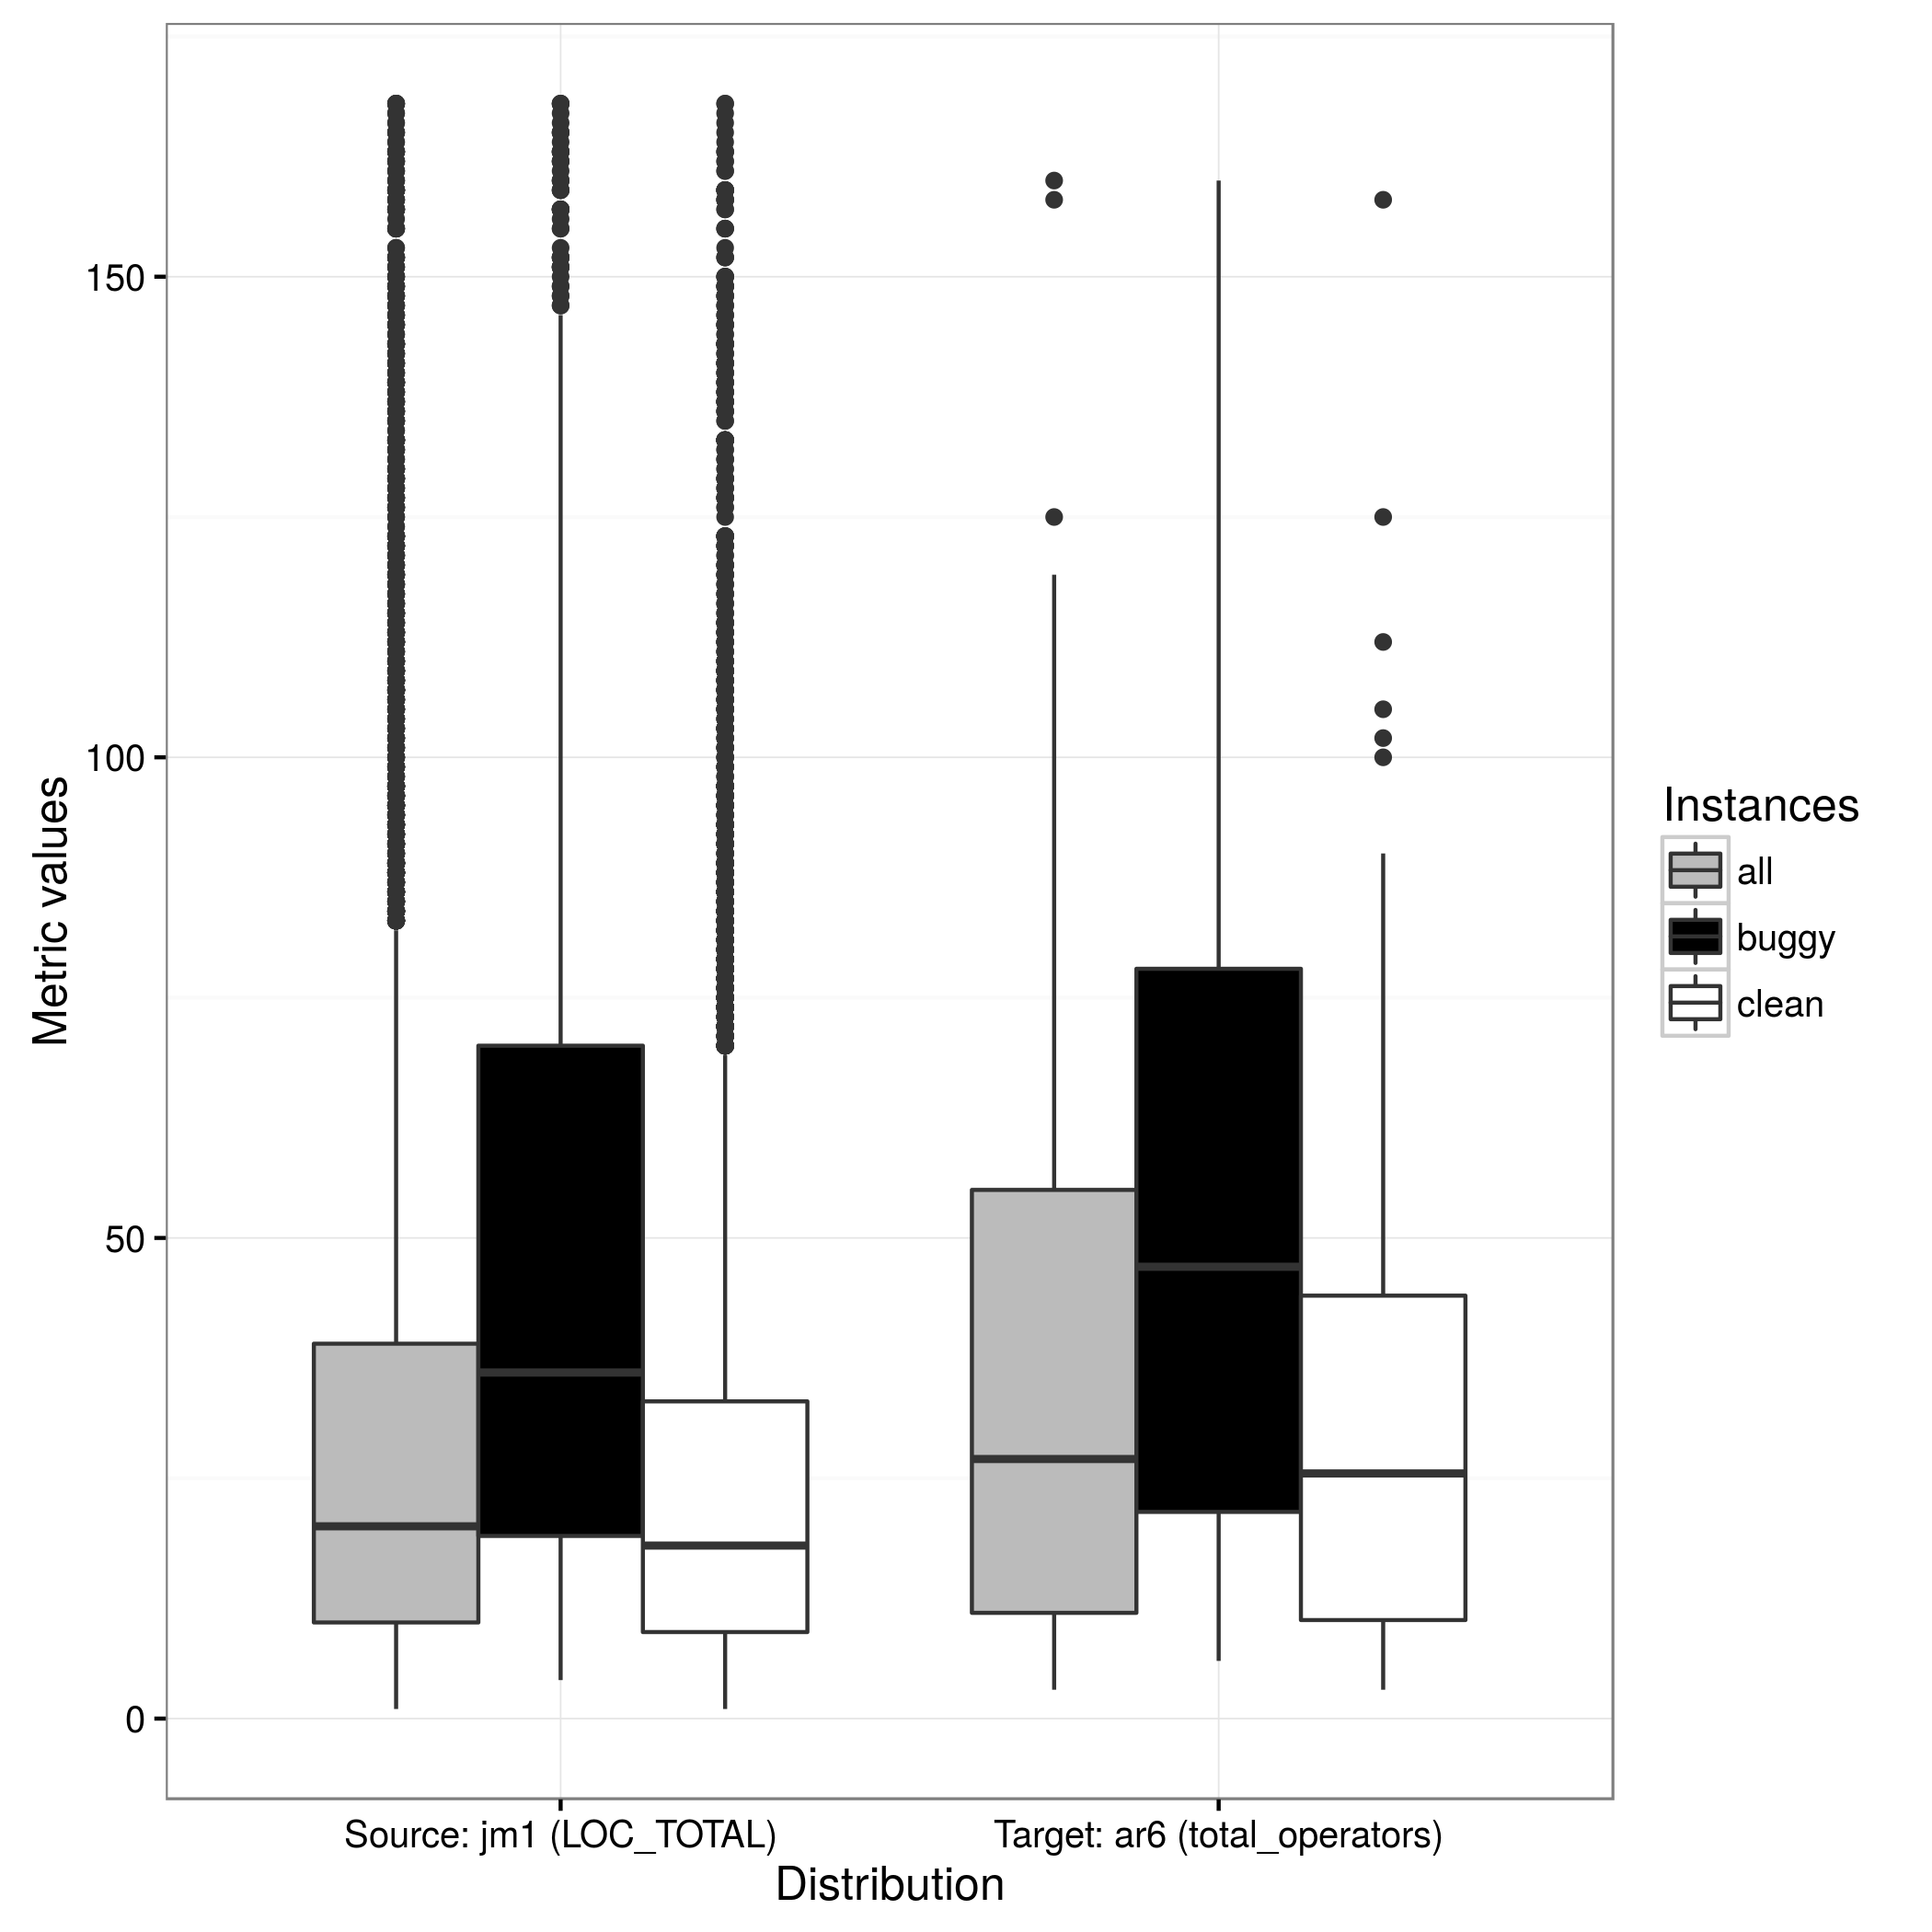 150
100
50
0
Metric values
Source: jm1 (LOC_TOTAL)
Target: ar6 (total_operators)
Distribution
Instances
all
buggy
clean